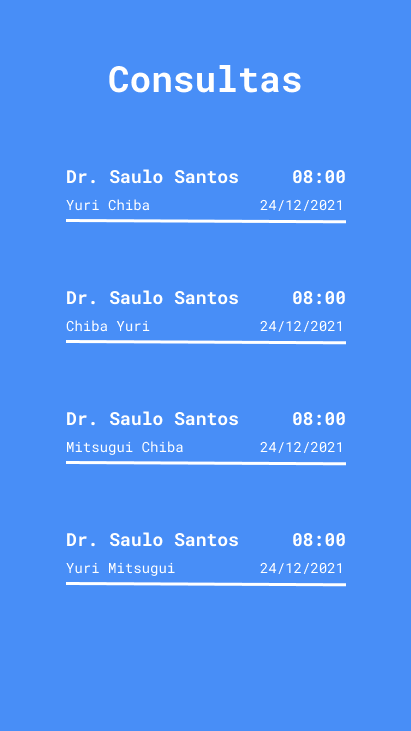 Consultas
Dr. Saulo Santos 08:00
Yuri Chiba 24/12/2021
Dr. Saulo Santos 08:00
Chiba Yuri 24/12/2021
Dr. Saulo Santos 08:00
Mitsugui Chiba 24/12/2021
Dr. Saulo Santos 08:00
Yuri Mitsugui 24/12/2021